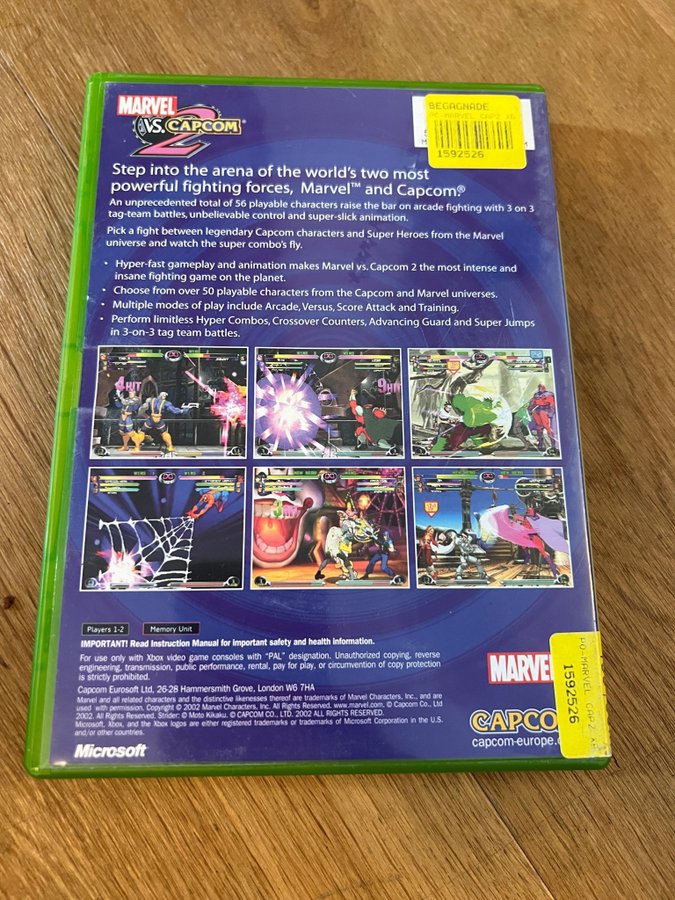 MARVEL
VS. CAPCOM
2
BEGAGNADE
PC-MARVEL CAP2 XB
1592526
Step into the arena of the world's two most
powerful fighting forces, Marvel™ and Capcom®
An unprecedented total of 56 playable characters raise the bar on arcade fighting with 3 on 3
tag-team battles, unbelievable control and super-slick animation.
Pick a fight between legendary Capcom characters and Super Heroes from the Marvel
universe and watch the super combo's fly.
• Hyper-fast gameplay and animation makes Marvel vs. Capcom 2 the most intense and
insane fighting game on the planet.
• Choose from over 50 playable characters from the Capcom and Marvel universes.
• Multiple modes of play include Arcade, Versus, Score Attack and Training.
• Perform limitless Hyper Combos, Crossover Counters, Advancing Guard and Super Jumps
in 3-on-3 tag team battles.
4HIT
9HIT
Players 1-2
Memory Unit
IMPORTANT! Read Instruction Manual for important safety and health information.
For use only with Xbox video game consoles with "PAL" designation. Unauthorized copying, reverse
engineering, transmission, public performance, rental, pay for play, or circumvention of copy protection
is strictly prohibited.
Capcom Eurosoft Ltd, 26-28 Hammersmith Grove, London W6 7HA
Marvel and all related characters and the distinctive likenesses thereof are trademarks of Marvel Characters, Inc., and are
used with permission. Copyright © 2002 Marvel Characters, Inc. All Rights Reserved. www.marvel.com. © Capcom Co., Ltd
2002. All Rights Reserved. Strider: © Moto Kikaku. © CAPCOM CO., LTD. 2002 ALL RIGHTS RESERVED.
Microsoft, Xbox, and the Xbox logos are either registered trademarks or trademarks of Microsoft Corporation in the U.S.
and/or other countries.
Microsoft
MARVEL
CAPCO
capcom-europe.c
PC-MARVEL CAP2 XB
1592526